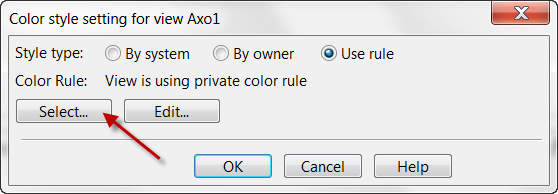 Color style setting for view Axo1
Style type: By system By owner Use rule
Color Rule: View is using private color rule
Select... Edit...
OK Cancel Help